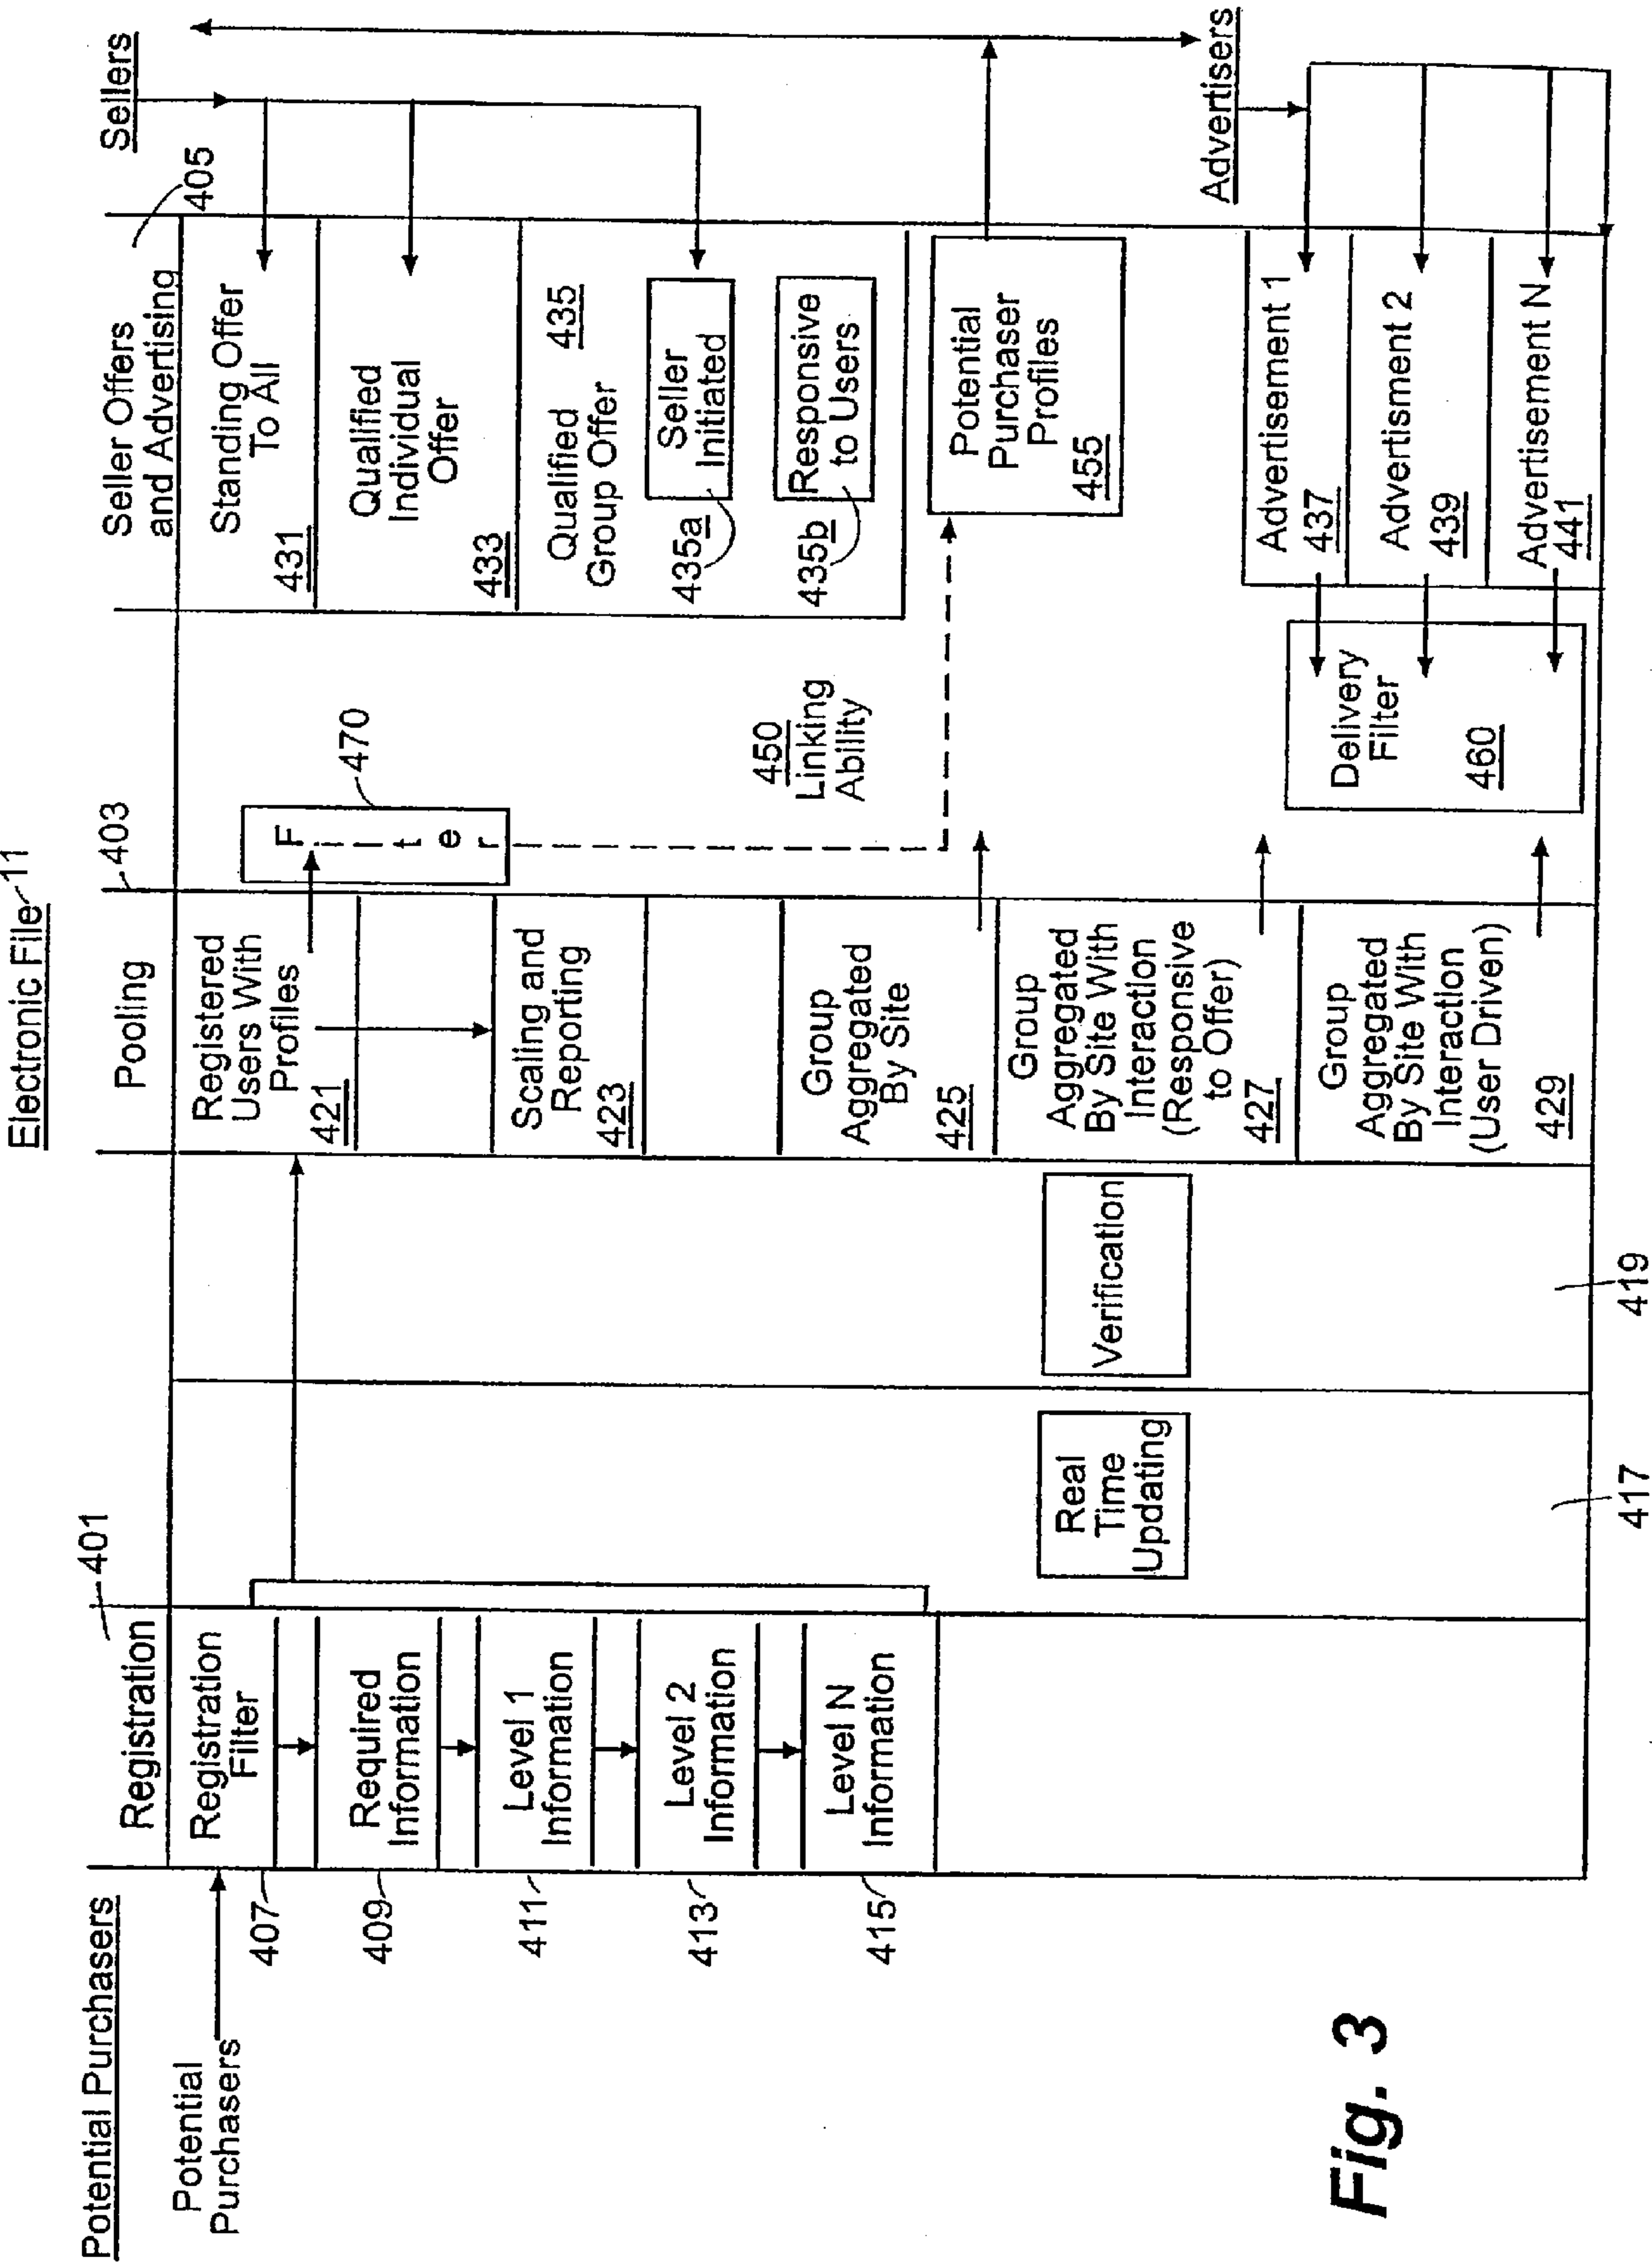 Electronic File 11
Potential Purchasers
Potential
Purchasers
Registration
401
Registration
Filter
407
Required
Information
409
Level 1
Information
411
Level 2
Information
413
Level N
Information
415
Real
Time
Updating
417
Verification
419
Pooling
403
Registered
Users With
Profiles
421
Scaling and
Reporting
423
Group
Aggregated
By Site
425
Group
Aggregated
By Site With
Interaction
(Responsive
to Offer)
427
Group
Aggregated
By Site With
Interaction
(User Driven)
429
F
i
l
t
e
r
470
450
Linking
Ability
Delivery
Filter
460
Seller Offers
and Advertising
405
Standing Offer
To All
431
Qualified
Individual
Offer
433
Qualified
Group Offer
435
Seller
Initiated
435a
Responsive
to Users
435b
Potential
Purchaser
Profiles
455
Advertisement 1
437
Advertisment 2
439
Advertisement N
441
Sellers
Advertisers
Fig. 3